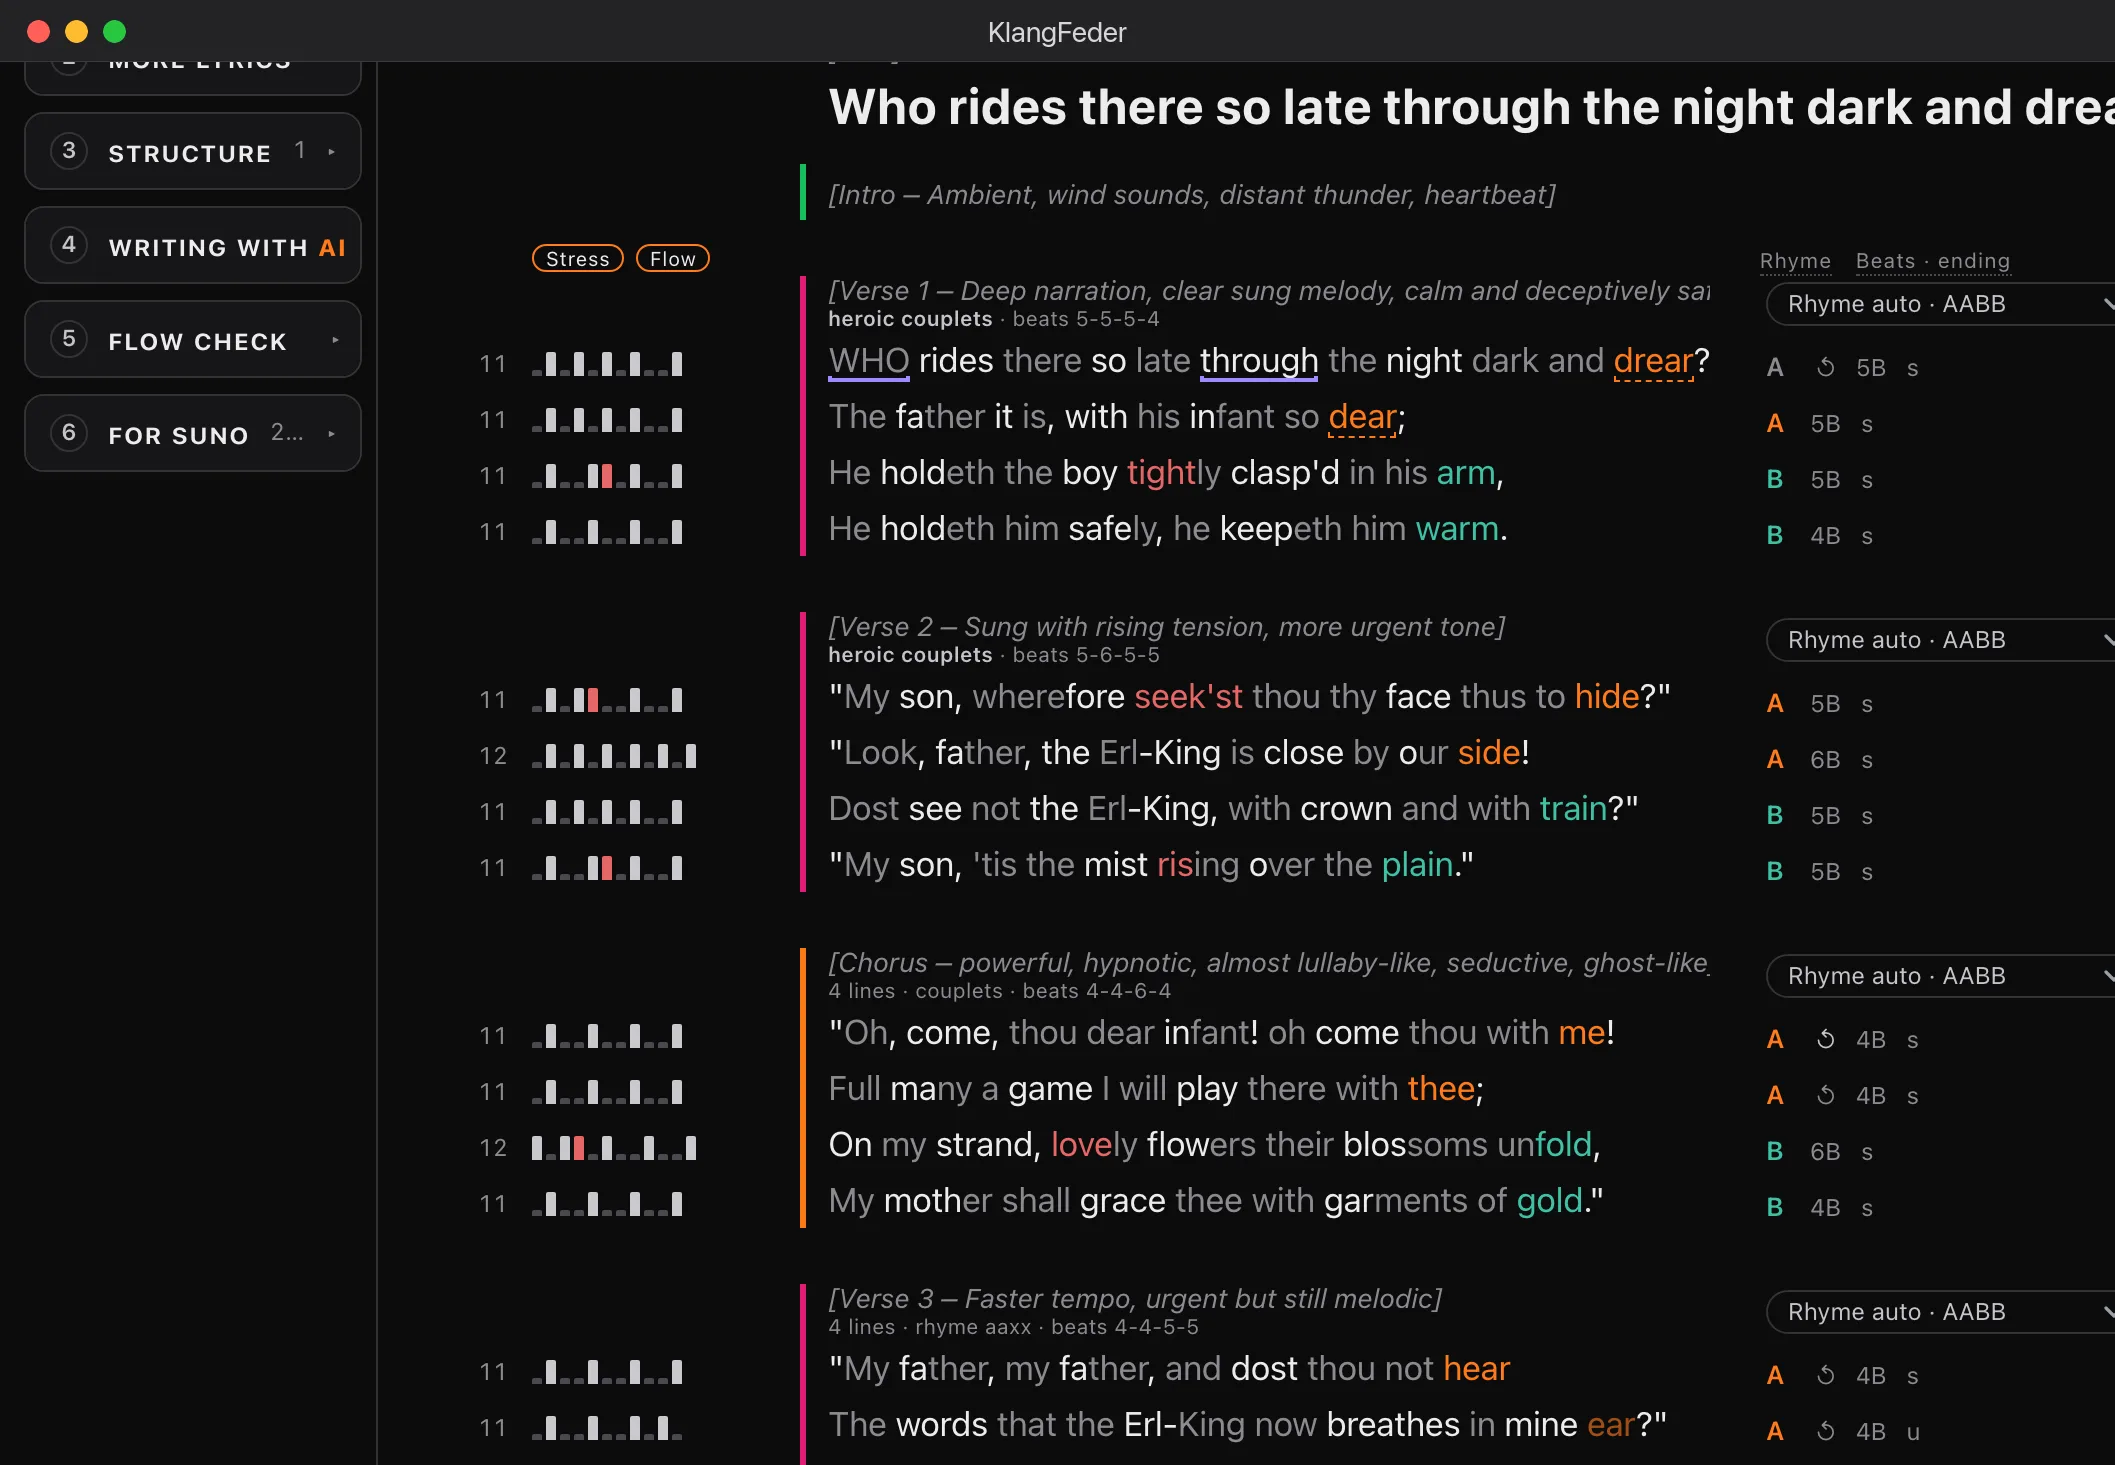 KlangFeder
MORE LYRICS
3 STRUCTURE 1
4 WRITING WITH AI
5 FLOW CHECK
6 FOR SUNO 2...
Who rides there so late through the night dark and
[Intro – Ambient, wind sounds, distant thunder, heartbeat]
Stress Flow
Rhyme Beats · ending
[Verse 1 – Deep narration, clear sung melody, calm and deceptively
Rhyme auto · AABB
heroic couplets · beats 5-5-5-4
11 WHO rides there so late through the night dark and drear? A 5B s
11 The father it is, with his infant so dear; A 5B s
11 He holdeth the boy tightly clasp'd in his arm, B 5B s
11 He holdeth him safely, he keepeth him warm. B 4B s
[Verse 2 – Sung with rising tension, more urgent tone]
Rhyme auto · AABB
heroic couplets · beats 5-6-5-5
11 "My son, wherefore seek'st thou thy face thus to hide?" A 5B s
12 "Look, father, the Erl-King is close by our side! A 6B s
11 Dost see not the Erl-King, with crown and with train?" B 5B s
11 "My son, 'tis the mist rising over the plain." B 5B s
[Chorus – powerful, hypnotic, almost lullaby-like, seductive, ghost-like
Rhyme auto · AABB
4 lines · couplets · beats 4-4-6-4
11 "Oh, come, thou dear infant! oh come thou with me! A 4B s
11 Full many a game I will play there with thee; A 4B s
12 On my strand, lovely flowers their blossoms unfold, B 6B s
11 My mother shall grace thee with garments of gold." B 4B s
[Verse 3 – Faster tempo, urgent but still melodic]
Rhyme auto · AABB
4 lines · rhyme aaxx · beats 4-4-5-5
11 "My father, my father, and dost thou not hear A 4B s
11 The words that the Erl-King now breathes in mine ear?" A 4B u